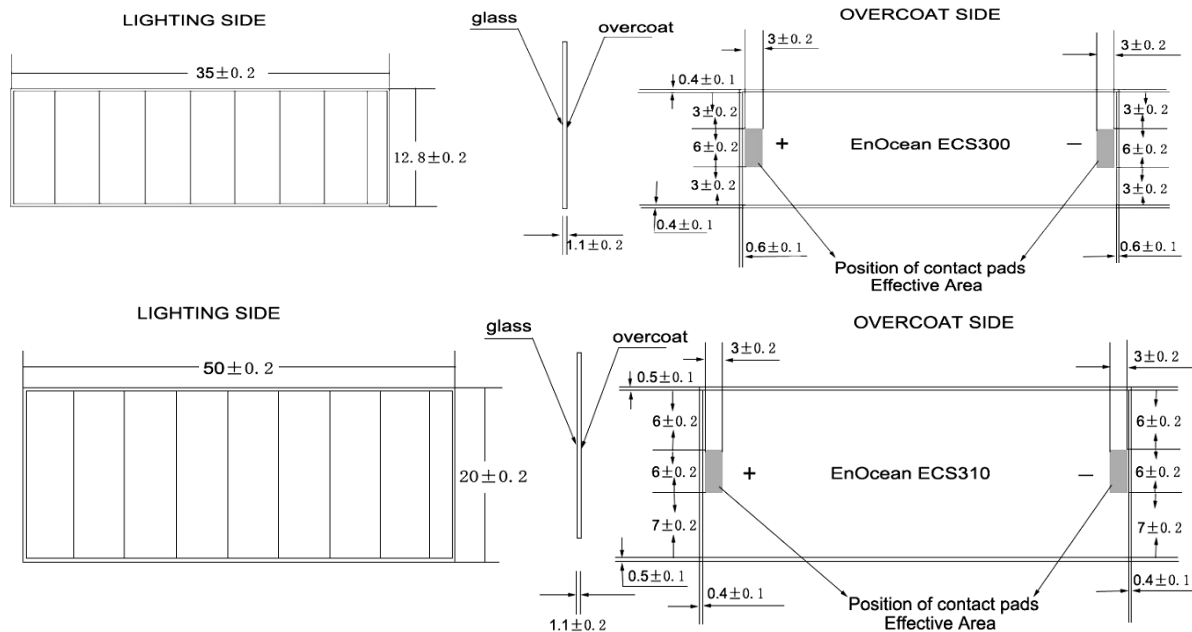 LIGHTING SIDE
35±0.2
12.8±0.2
glass
overcoat
1.1±0.2
OVERCOAT SIDE
3±0.2
3±0.2
0.4±0.1
3±0.2
3±0.2
6±0.2
+
EnOcean ECS300
−
6±0.2
3±0.2
3±0.2
0.4±0.1
0.6±0.1
0.6±0.1
Position of contact pads
Effective Area
LIGHTING SIDE
50±0.2
20±0.2
glass
overcoat
1.1±0.2
OVERCOAT SIDE
3±0.2
3±0.2
0.5±0.1
6±0.2
6±0.2
6±0.2
+
EnOcean ECS310
−
6±0.2
7±0.2
7±0.2
0.5±0.1
0.4±0.1
0.4±0.1
Position of contact pads
Effective Area